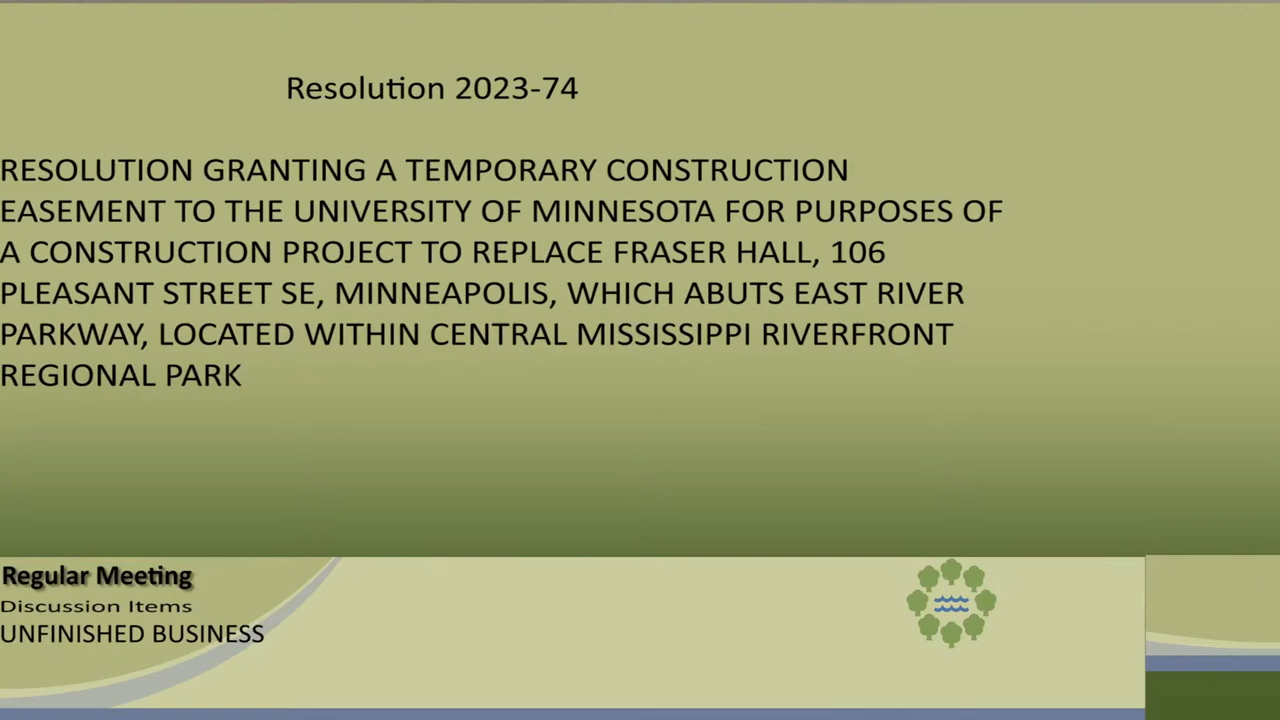 Resolution 2023-74
RESOLUTION GRANTING A TEMPORARY CONSTRUCTION
EASEMENT TO THE UNIVERSITY OF MINNESOTA FOR PURPOSES OF
A CONSTRUCTION PROJECT TO REPLACE FRASER HALL, 106
PLEASANT STREET SE, MINNEAPOLIS, WHICH ABUTS EAST RIVER
PARKWAY, LOCATED WITHIN CENTRAL MISSISSIPPI RIVERFRONT
REGIONAL PARK
Regular Meeting
Discussion Items
UNFINISHED BUSINESS